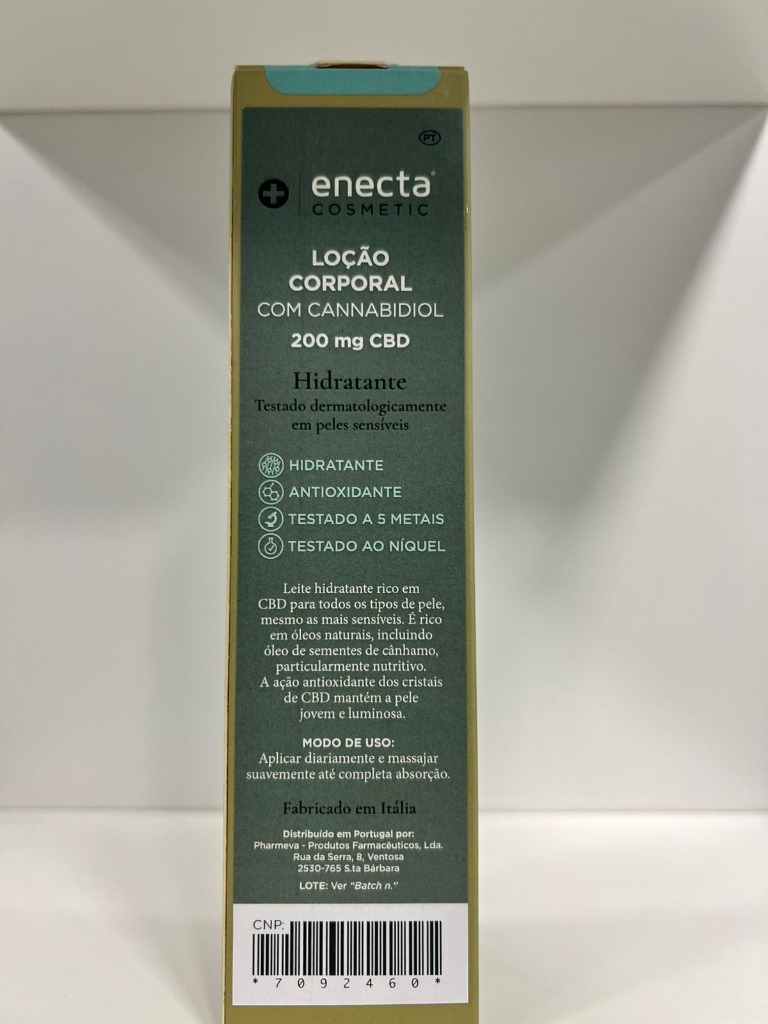 PT
enecta
COSMETIC
LOÇÃO
CORPORAL
COM CANNABIDIOL
200 mg CBD
Hidratante
Testado dermatologicamente
em peles sensíveis
HIDRATANTE
ANTIOXIDANTE
TESTADO A 5 METAIS
TESTADO AO NÍQUEL
Leite hidratante rico em
CBD para todos os tipos de pele,
mesmo as mais sensíveis. É rico
em óleos naturais, incluindo
óleo de sementes de cânhamo,
particularmente nutritivo.
A ação antioxidante dos cristais
de CBD mantém a pele
jovem e luminosa.
MODO DE USO:
Aplicar diariamente e massajar
suavemente até completa absorção.
Fabricado em Itália
Distribuído em Portugal por:
Pharmeva - Produtos Farmacêuticos, Lda.
Rua da Serra, 8, Ventosa
2530-765 S.ta Bárbara
LOTE: Ver "Batch n."
CNP:
* 7 0 9 2 4 6 0 *